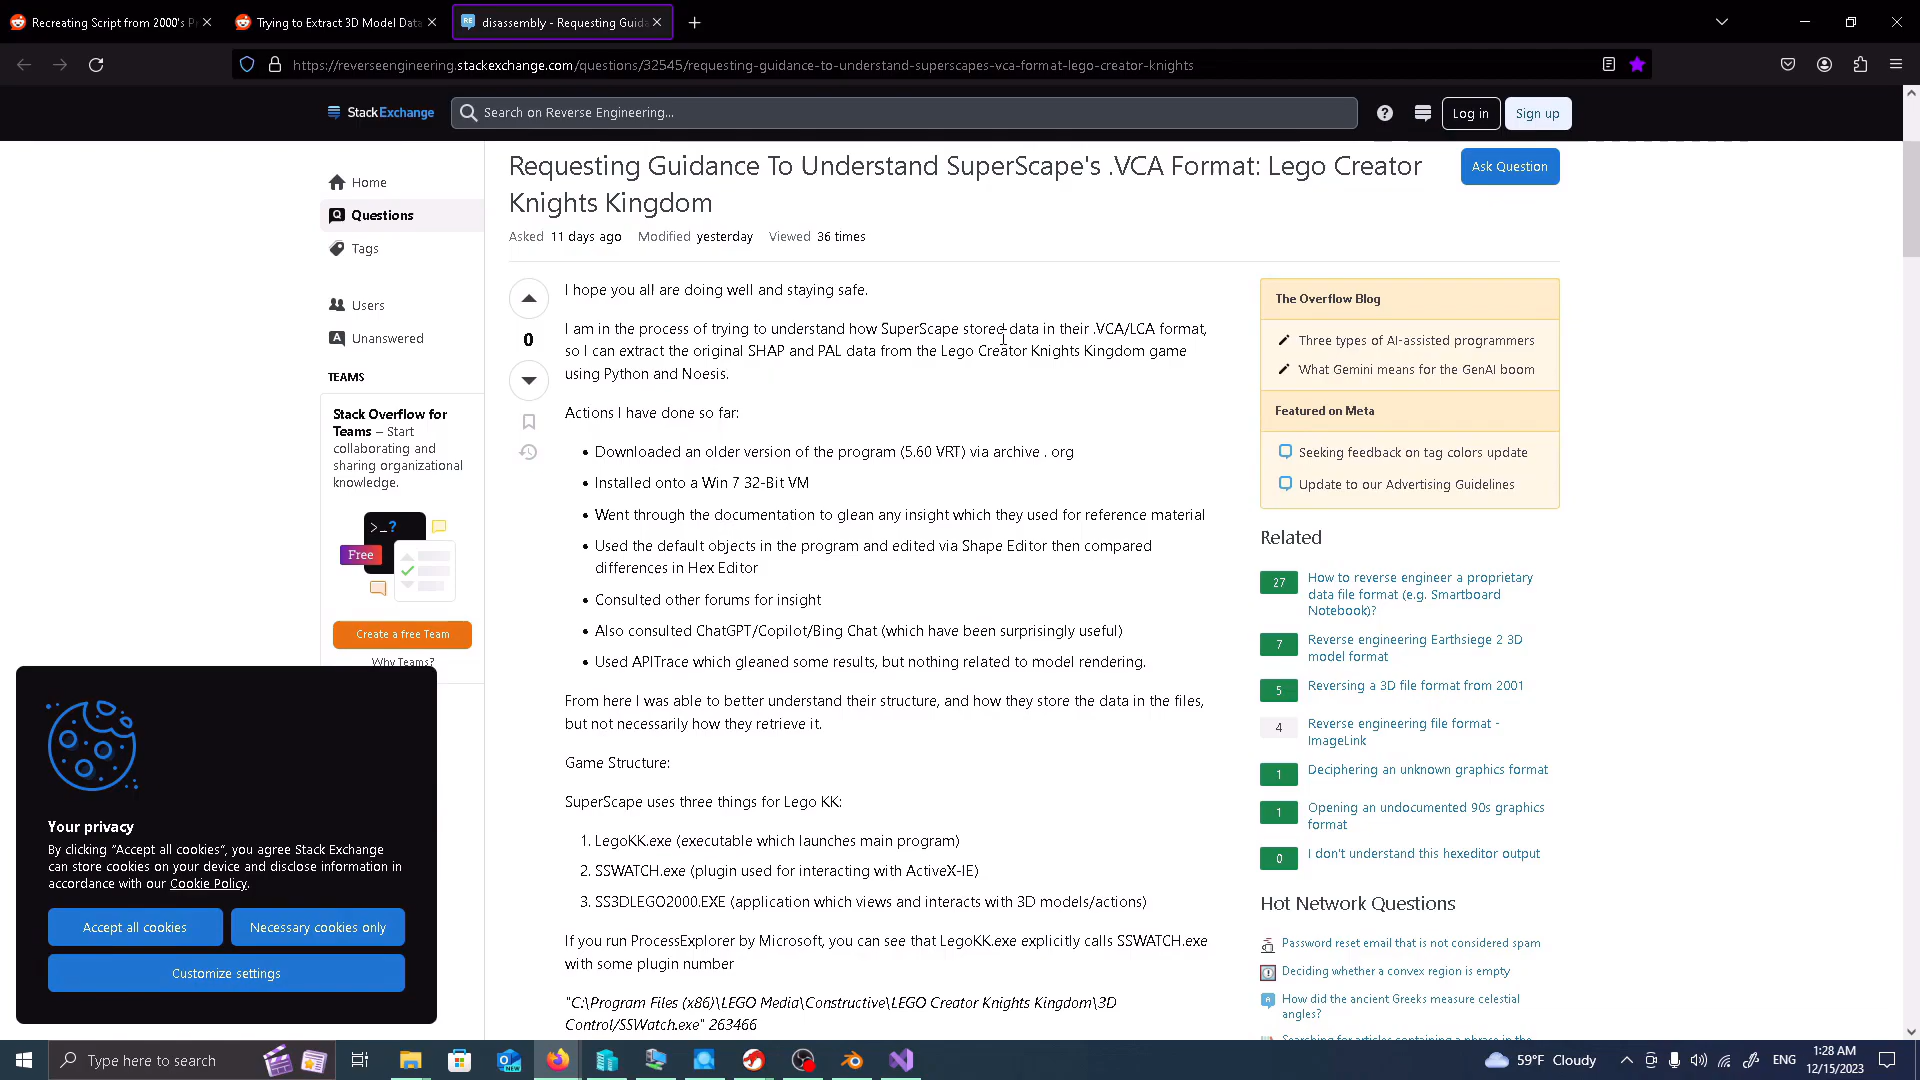 Recreating Script from 2000's P
Trying to Extract 3D Model Data
RE disassembly - Requesting Guida
https://reverseengineering.stackexchange.com/questions/32545/requesting-guidance-to-understand-superscapes-vca-format-lego-creator-knights
StackExchange
Search on Reverse Engineering...
Log in
Sign up
Home
Questions
Tags
Users
Unanswered
TEAMS
Stack Overflow for
Teams – Start
collaborating and
sharing organizational
knowledge.
Free
Create a free Team
Why Teams?
Requesting Guidance To Understand SuperScape's .VCA Format: Lego Creator
Knights Kingdom
Ask Question
Asked 11 days ago Modified yesterday Viewed 36 times
0
I hope you all are doing well and staying safe.
I am in the process of trying to understand how SuperScape stored data in their .VCA/LCA format,
so I can extract the original SHAP and PAL data from the Lego Creator Knights Kingdom game
using Python and Noesis.
Actions I have done so far:
• Downloaded an older version of the program (5.60 VRT) via archive . org
• Installed onto a Win 7 32-Bit VM
• Went through the documentation to glean any insight which they used for reference material
• Used the default objects in the program and edited via Shape Editor then compared
differences in Hex Editor
• Consulted other forums for insight
• Also consulted ChatGPT/Copilot/Bing Chat (which have been surprisingly useful)
• Used APITrace which gleaned some results, but nothing related to model rendering.
From here I was able to better understand their structure, and how they store the data in the files,
but not necessarily how they retrieve it.
Game Structure:
SuperScape uses three things for Lego KK:
1. LegoKK.exe (executable which launches main program)
2. SSWATCH.exe (plugin used for interacting with ActiveX-IE)
3. SS3DLEGO2000.EXE (application which views and interacts with 3D models/actions)
If you run ProcessExplorer by Microsoft, you can see that LegoKK.exe explicitly calls SSWATCH.exe
with some plugin number
"C:\Program Files (x86)\LEGO Media\Constructive\LEGO Creator Knights Kingdom\3D
Control/SSWatch.exe" 263466
The Overflow Blog
Three types of AI-assisted programmers
What Gemini means for the GenAI boom
Featured on Meta
Seeking feedback on tag colors update
Update to our Advertising Guidelines
Related
27 How to reverse engineer a proprietary
data file format (e.g. Smartboard
Notebook)?
7 Reverse engineering Earthsiege 2 3D
model format
5 Reversing a 3D file format from 2001
4 Reverse engineering file format -
ImageLink
1 Deciphering an unknown graphics format
1 Opening an undocumented 90s graphics
format
0 I don't understand this hexeditor output
Hot Network Questions
Password reset email that is not considered spam
Deciding whether a convex region is empty
How did the ancient Greeks measure celestial
angles?
Searching for articles containing a phrase in the
Your privacy
By clicking "Accept all cookies", you agree Stack Exchange
can store cookies on your device and disclose information in
accordance with our Cookie Policy.
Accept all cookies
Necessary cookies only
Customize settings
Type here to search
NEW
59°F Cloudy
ENG
1:28 AM
12/15/2023